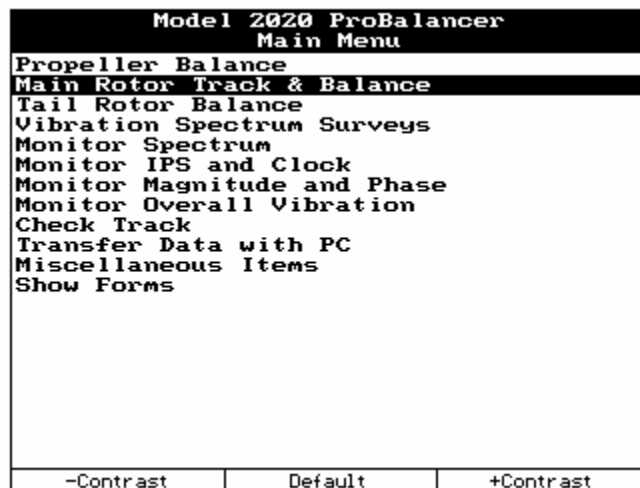 Model 2020 ProBalancer
Main Menu
Propeller Balance
Main Rotor Track & Balance
Tail Rotor Balance
Vibration Spectrum Surveys
Monitor Spectrum
Monitor IPS and Clock
Monitor Magnitude and Phase
Monitor Overall Vibration
Check Track
Transfer Data with PC
Miscellaneous Items
Show Forms
-Contrast Default +Contrast